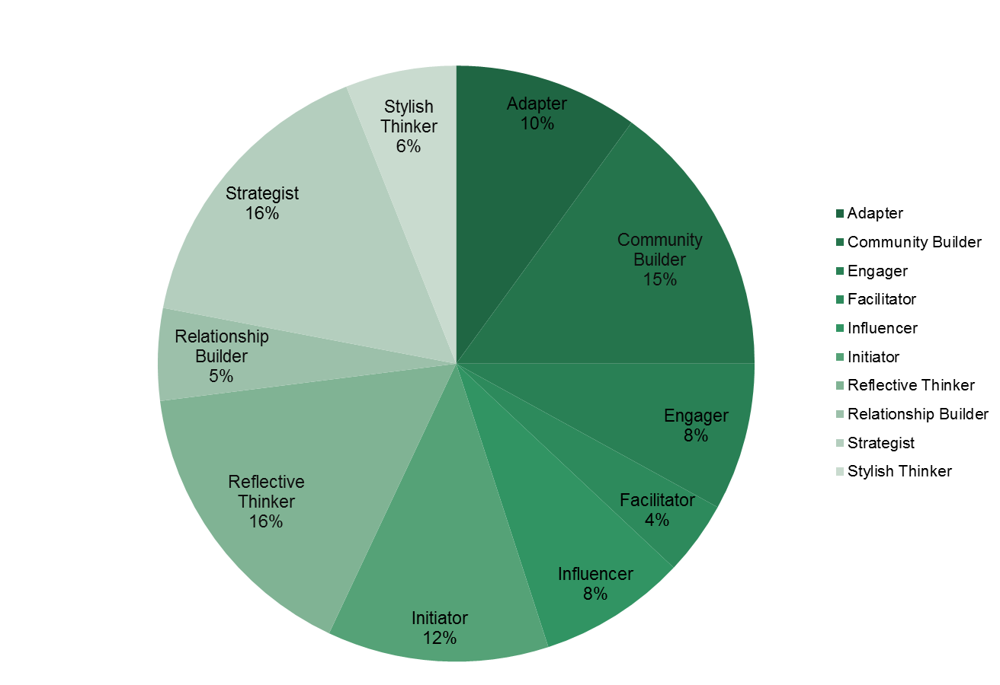 Stylish
Thinker
6%
Adapter
10%
Community
Builder
15%
Engager
8%
Facilitator
4%
Influencer
8%
Initiator
12%
Reflective
Thinker
16%
Relationship
Builder
5%
Strategist
16%
Adapter
Community Builder
Engager
Facilitator
Influencer
Initiator
Reflective Thinker
Relationship Builder
Strategist
Stylish Thinker